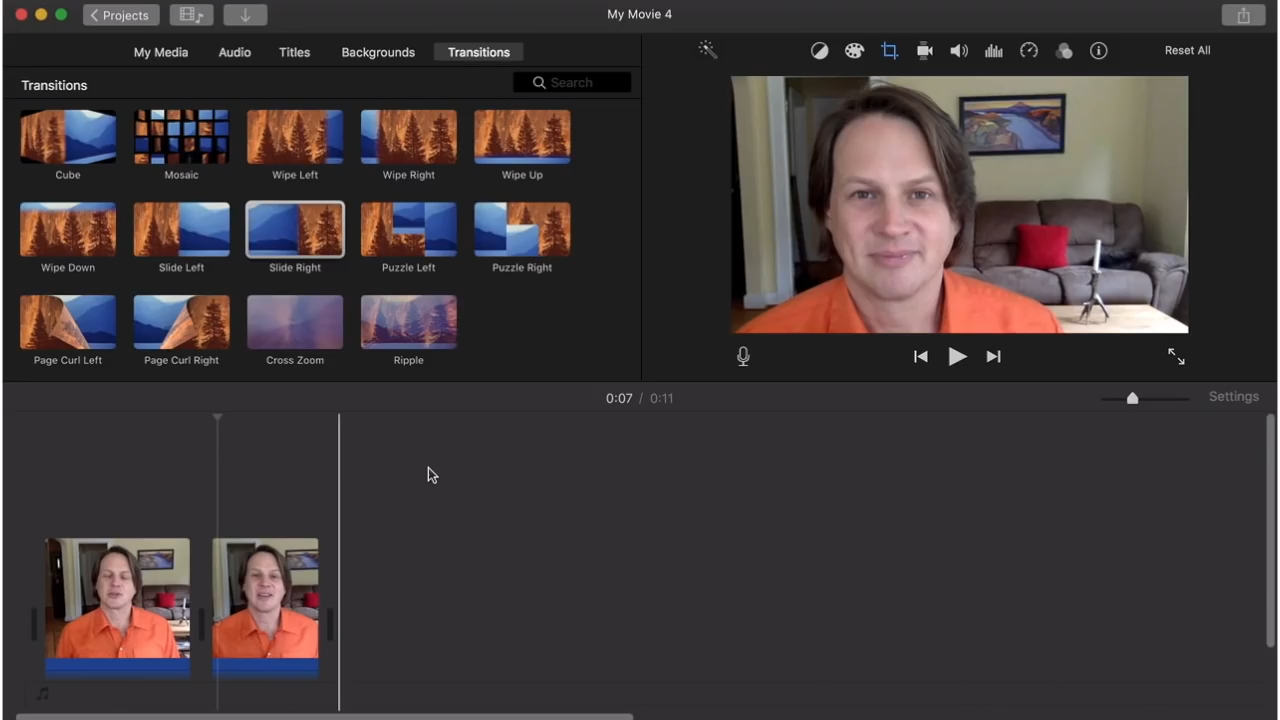 Projects
My Movie 4
My Media Audio Titles Backgrounds Transitions
Reset All
Transitions
Search
Cube Mosaic Wipe Left Wipe Right Wipe Up
Wipe Down Slide Left Slide Right Puzzle Left Puzzle Right
Page Curl Left Page Curl Right Cross Zoom Ripple
0:07 / 0:11
Settings